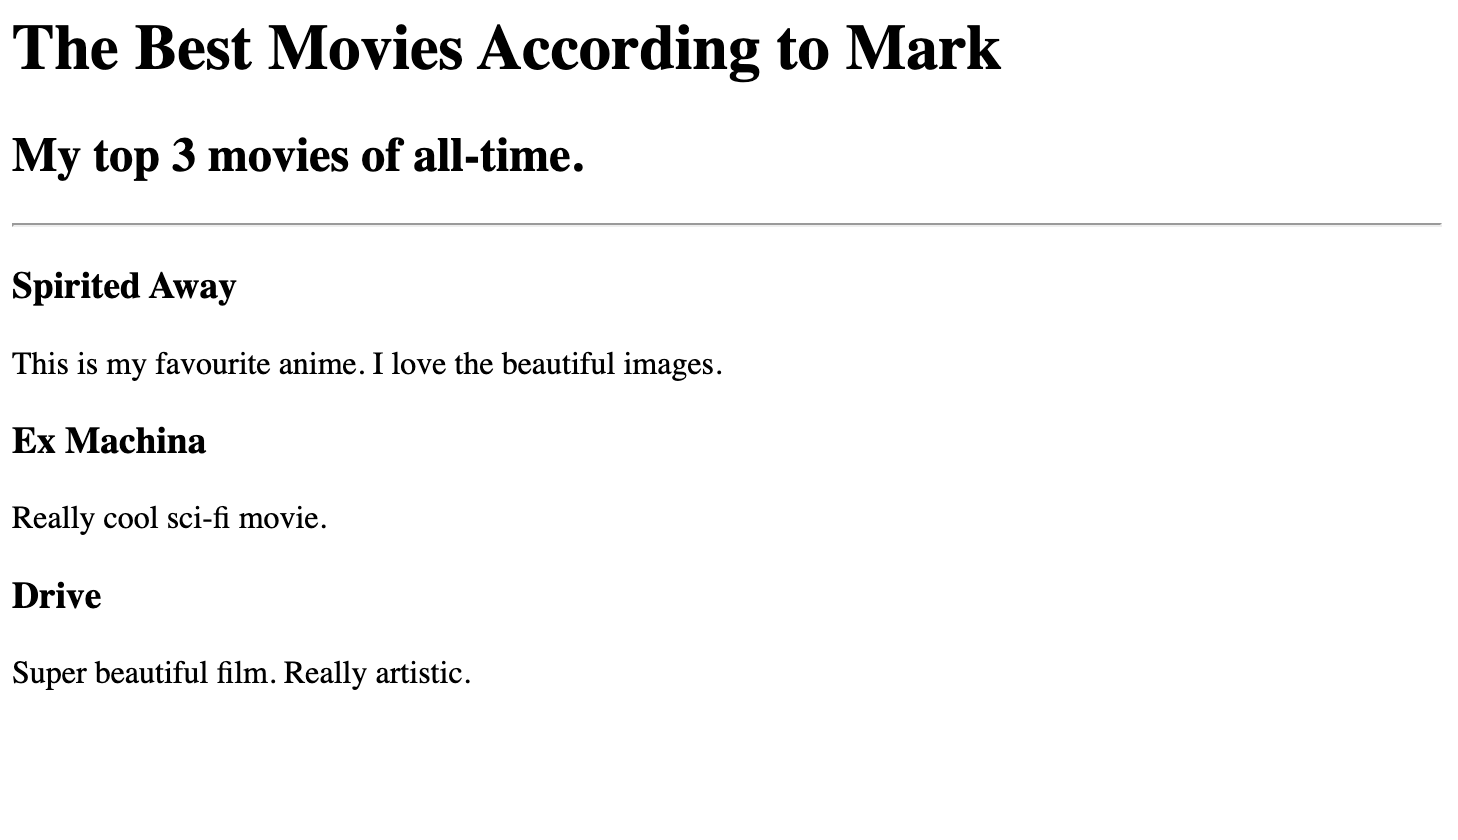 The Best Movies According to Mark
My top 3 movies of all-time.
Spirited Away
This is my favourite anime. I love the beautiful images.
Ex Machina
Really cool sci-fi movie.
Drive
Super beautiful film. Really artistic.